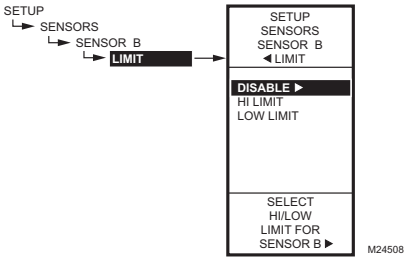 SETUP
SENSORS
SENSOR B
LIMIT
SETUP
SENSORS
SENSOR B
◄ LIMIT
DISABLE ►
HI LIMIT
LOW LIMIT
SELECT
HI/LOW
LIMIT FOR
SENSOR B ►
M24508